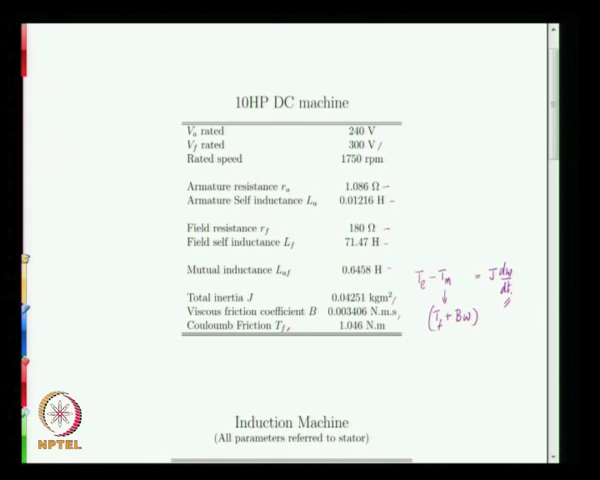 10HP DC machine
Va rated 240 V
Vf rated 300 V
Rated speed 1750 rpm
Armature resistance ra 1.086 Ω
Armature Self inductance La 0.01216 H
Field resistance rf 180 Ω
Field self inductance Lf 71.47 H
Mutual inductance Laf 0.6458 H
Te - Tm = J dω/dt
Total inertia J 0.04251 kgm²
Viscous friction coefficient B 0.003406 N.m.s
(Tf + Bω)
Couloumb Friction Tf 1.046 N.m
Induction Machine
(All parameters referred to stator)
NPTEL